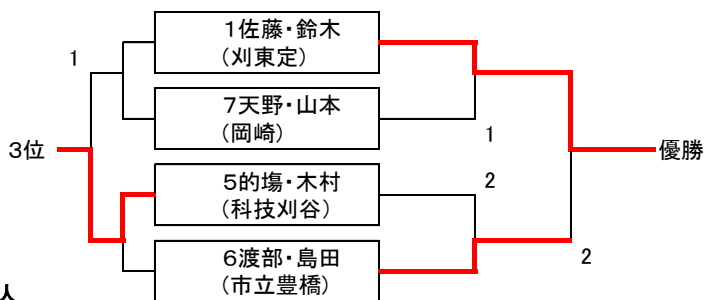 1佐藤・鈴木
(刈東定)
1
7天野・山本
(岡崎)
1
3位
優勝
5的場・木村
(科技刈谷)
2
6渡部・島田
(市立豊橋)
2
人